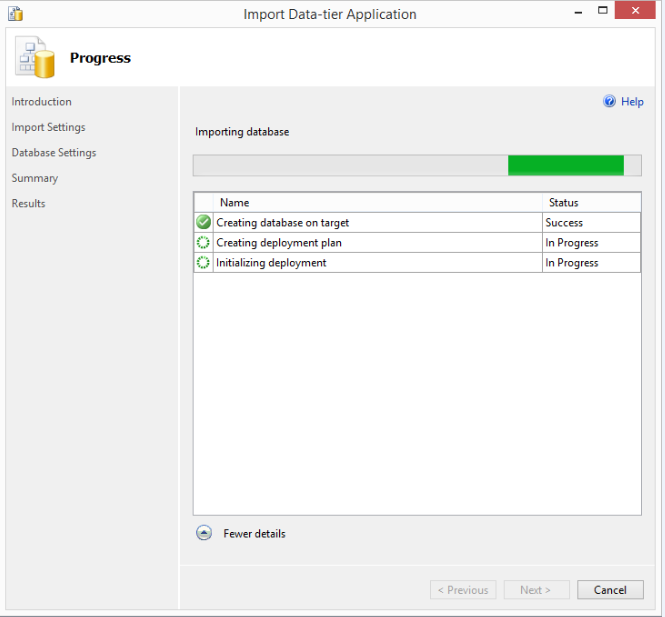 Import Data-tier Application
Progress
Introduction
Import Settings
Database Settings
Summary
Results
Help
Importing database
Name Status
Creating database on target Success
Creating deployment plan In Progress
Initializing deployment In Progress
Fewer details
< Previous Next > Cancel